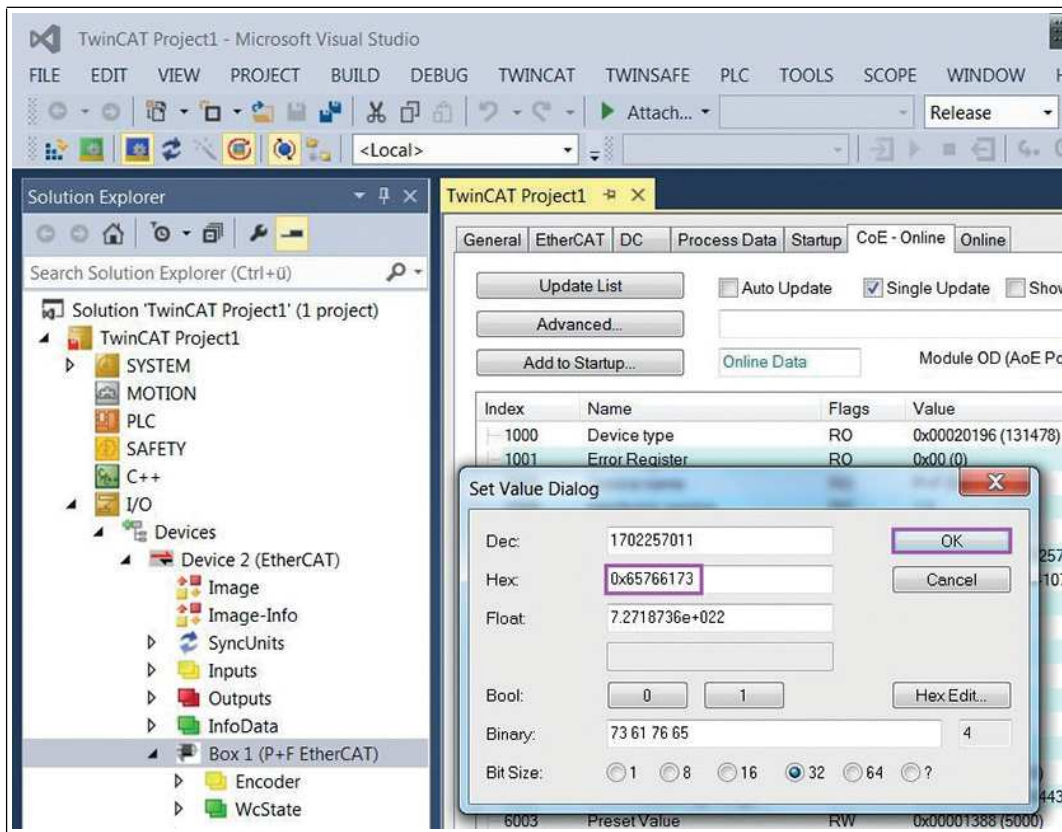 TwinCAT Project1 - Microsoft Visual Studio
FILE EDIT VIEW PROJECT BUILD DEBUG TWINCAT TWINSAFE PLC TOOLS SCOPE WINDOW
Attach... Release
<Local>
Solution Explorer
Search Solution Explorer (Ctrl+ü)
Solution 'TwinCAT Project1' (1 project)
TwinCAT Project1
SYSTEM
MOTION
PLC
SAFETY
C++
I/O
Devices
Device 2 (EtherCAT)
Image
Image-Info
SyncUnits
Inputs
Outputs
InfoData
Box 1 (P+F EtherCAT)
Encoder
WcState
TwinCAT Project1
General EtherCAT DC Process Data Startup CoE - Online Online
Update List Auto Update Single Update Show
Advanced...
Add to Startup... Online Data Module OD (AoE Po
Index Name Flags Value
1000 Device type RO 0x00020196 (131478)
1001 Error Register RO 0x00 (0)
Set Value Dialog
Dec: 1702257011 OK
Hex: 0x65766173 Cancel
Float: 7.2718736e+022
Bool: 0 1 Hex Edit...
Binary: 73 61 76 65 4
Bit Size: 1 8 16 32 64 ?
257
107
443
6003 Preset Value RW 0x00001388 (5000)